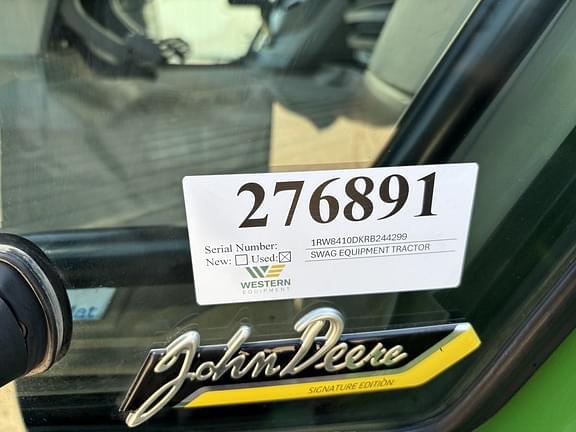 276891
Serial Number: 1RW8410DKRB244299
New: Used: SWAG EQUIPMENT TRACTOR
WESTERN
EQUIPMENT
John Deere
SIGNATURE EDITION